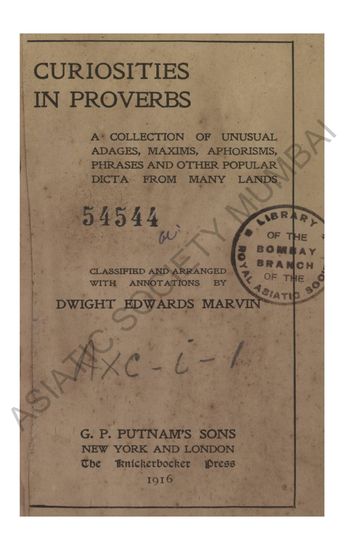 CURIOSITIES
IN PROVERBS
A COLLECTION OF UNUSUAL
ADAGES, MAXIMS, APHORISMS,
PHRASES AND OTHER POPULAR
DICTA FROM MANY LANDS
54544
LIBRARY
OF THE
BOMBAY
BRANCH
OF THE
ROYAL ASIATIC
CLASSIFIED AND ARRANGED
WITH ANNOTATIONS BY
DWIGHT EDWARDS MARVIN
XXC-i-1
G. P. PUTNAM'S SONS
NEW YORK AND LONDON
The Knickerbocker Press
1916
ASIATIC SOCIETY MUMBAI